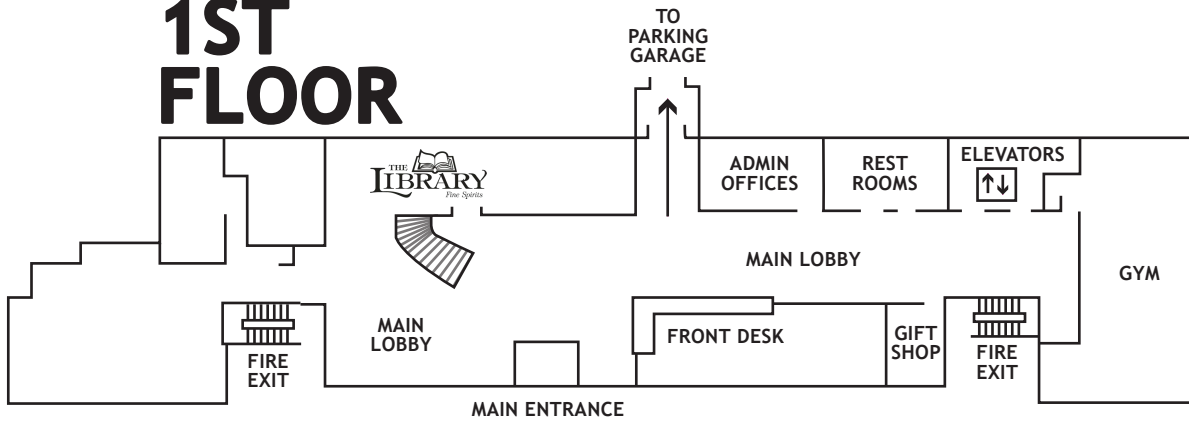 1ST
FLOOR
TO
PARKING
GARAGE
THE
LIBRARY
Fine Spirits
ADMIN
OFFICES
REST
ROOMS
ELEVATORS
MAIN LOBBY
GYM
MAIN
LOBBY
FRONT DESK
GIFT
SHOP
FIRE
EXIT
FIRE
EXIT
MAIN ENTRANCE